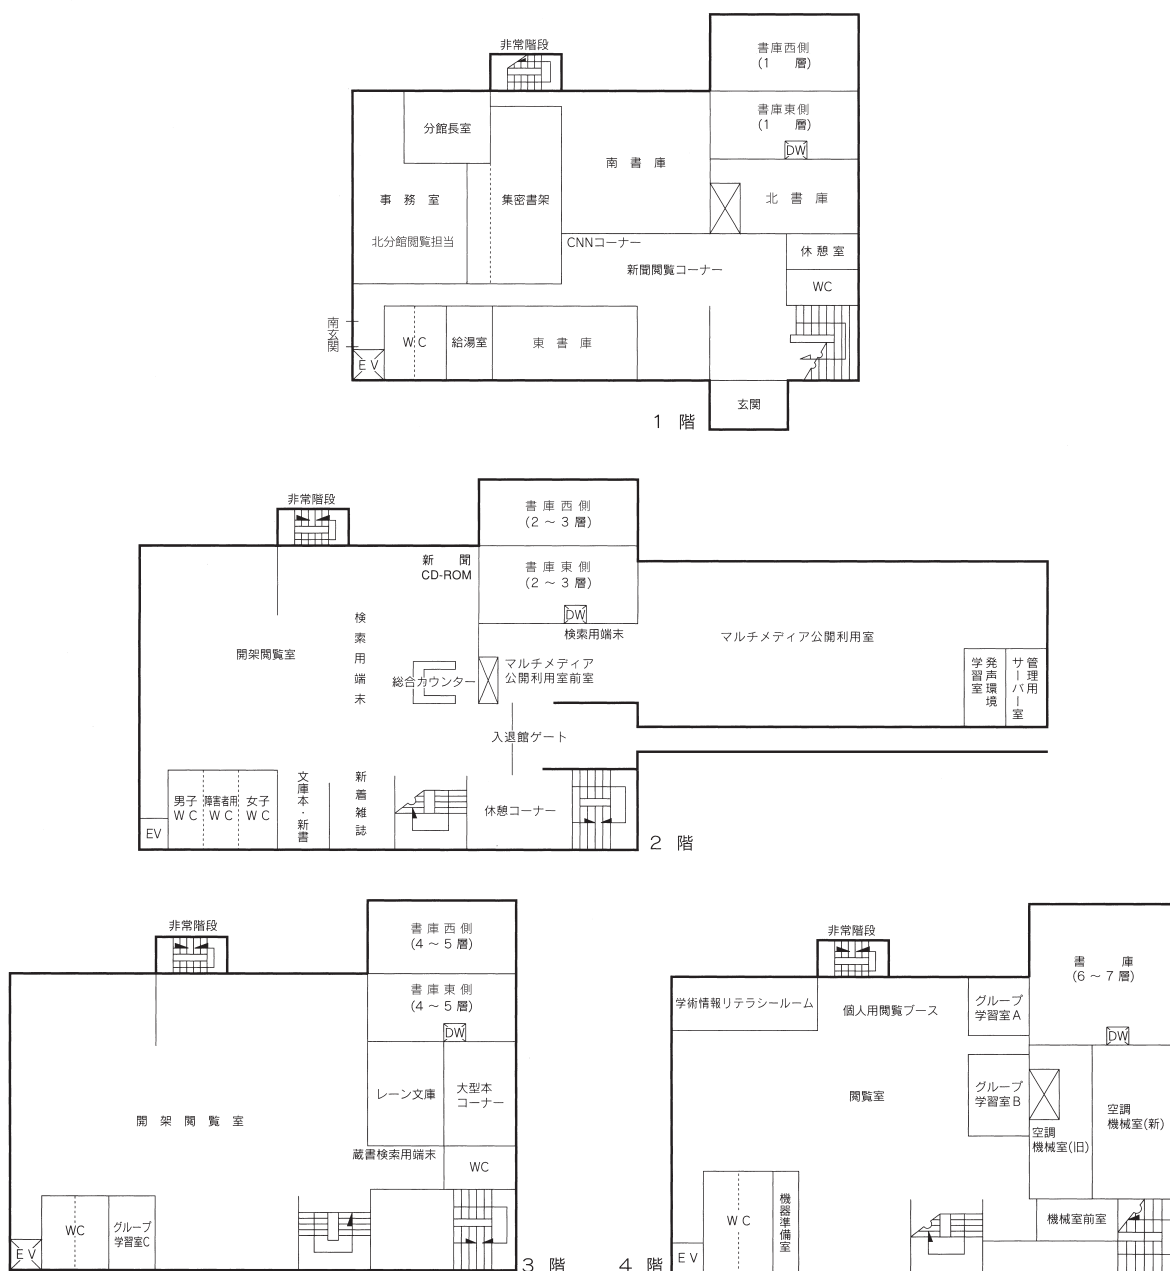 非常階段
書庫西側
(1　層)
書庫東側
(1　層)
DW
分館長室
南書庫
事務室
集密書架
北書庫
北分館閲覧担当
CNNコーナー
休憩室
新聞閲覧コーナー
WC
南玄関
WC
給湯室
東書庫
EV
玄関
1 階
非常階段
書庫西側
(2～3層)
新聞
CD-ROM
書庫東側
(2～3層)
DW
検索用端末
検索用端末
マルチメディア公開利用室
開架閲覧室
総合カウンター
マルチメディア
公開利用室前室
発声環境
学習室
管理用
サーバー室
入退館ゲート
男子
WC
障害者用
WC
女子
WC
文庫本・新書
新着雑誌
休憩コーナー
EV
2 階
非常階段
書庫西側
(4～5層)
書庫東側
(4～5層)
DW
レーン文庫
大型本
コーナー
開架閲覧室
蔵書検索用端末
WC
WC
グループ
学習室C
EV
3 階
非常階段
書庫
(6～7層)
学術情報リテラシールーム
個人用閲覧ブース
グループ
学習室A
DW
閲覧室
グループ
学習室B
空調
機械室(旧)
空調
機械室(新)
WC
機器準備室
機械室前室
EV
4 階